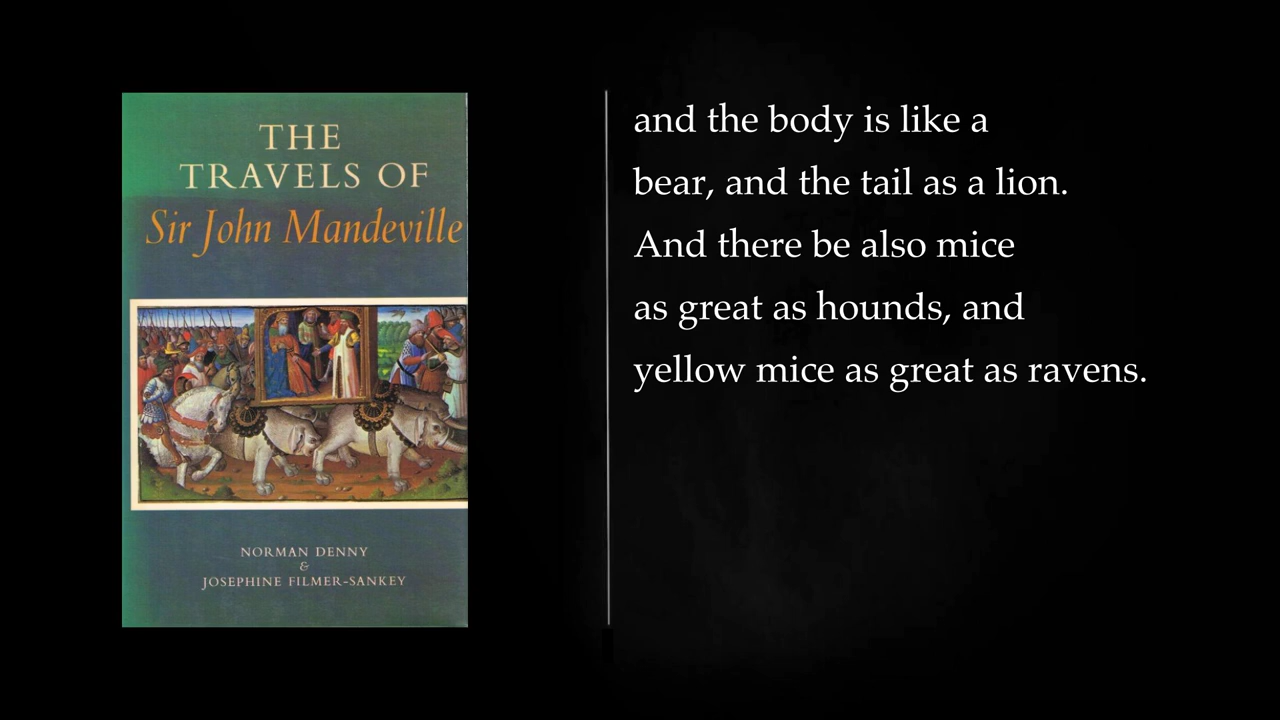 THE
TRAVELS OF
Sir John Mandeville
NORMAN DENNY
&
JOSEPHINE FILMER-SANKEY
and the body is like a
bear, and the tail as a lion.
And there be also mice
as great as hounds, and
yellow mice as great as ravens.